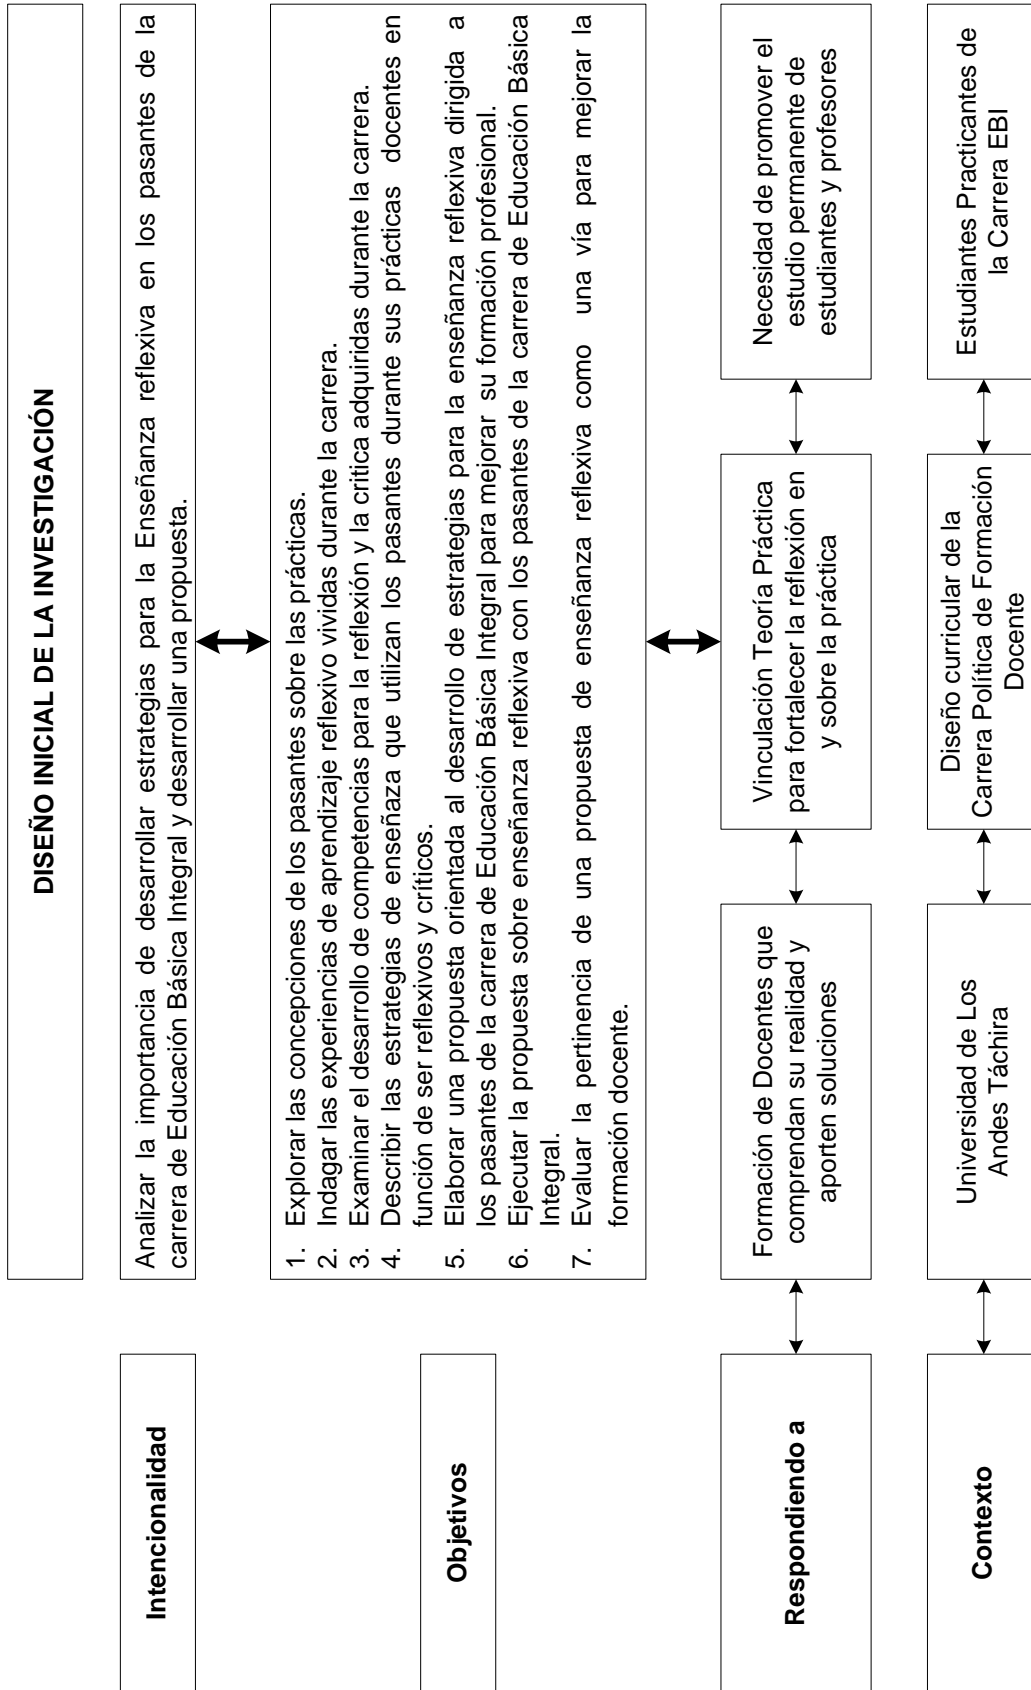 DISEÑO INICIAL DE LA INVESTIGACIÓN
Intencionalidad
Analizar la importancia de desarrollar estrategias para la Enseñanza reflexiva en los pasantes de la
carrera de Educación Básica Integral y desarrollar una propuesta.
Objetivos
1. Explorar las concepciones de los pasantes sobre las prácticas.
2. Indagar las experiencias de aprendizaje reflexivo vividas durante la carrera.
3. Examinar el desarrollo de competencias para la reflexión y la critica adquiridas durante la carrera.
4. Describir las estrategias de enseñaza que utilizan los pasantes durante sus prácticas docentes en
función de ser reflexivos y críticos.
5. Elaborar una propuesta orientada al desarrollo de estrategias para la enseñanza reflexiva dirigida a
los pasantes de la carrera de Educación Básica Integral para mejorar su formación profesional.
6. Ejecutar la propuesta sobre enseñanza reflexiva con los pasantes de la carrera de Educación Básica
Integral.
7. Evaluar la pertinencia de una propuesta de enseñanza reflexiva como una vía para mejorar la
formación docente.
Respondiendo a
Formación de Docentes que
comprendan su realidad y
aporten soluciones
Vinculación Teoría Práctica
para fortalecer la reflexión en
y sobre la práctica
Necesidad de promover el
estudio permanente de
estudiantes y profesores
Contexto
Universidad de Los
Andes Táchira
Diseño curricular de la
Carrera Política de Formación
Docente
Estudiantes Practicantes de
la Carrera EBI